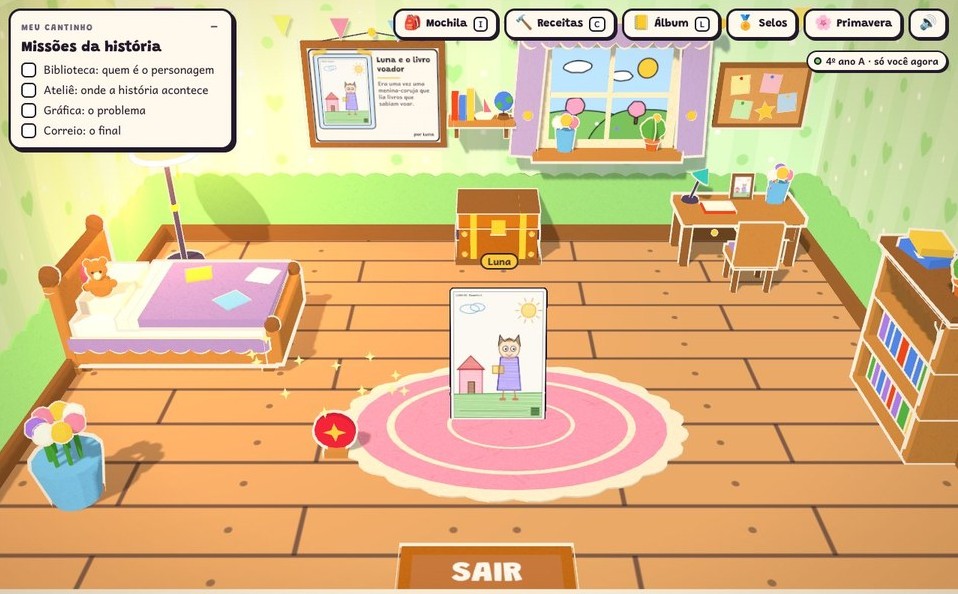 MEU CANTINHO
Missões da história
Biblioteca: quem é o personagem
Ateliê: onde a história acontece
Gráfica: o problema
Correio: o final
Mochila I
Receitas C
Álbum L
Selos
Primavera
4º ano A · só você agora
Luna e o livro
voador
Era uma vez uma
menina-coruja que
lia livros que
sabiam voar.
por Luna
Luna
SAIR